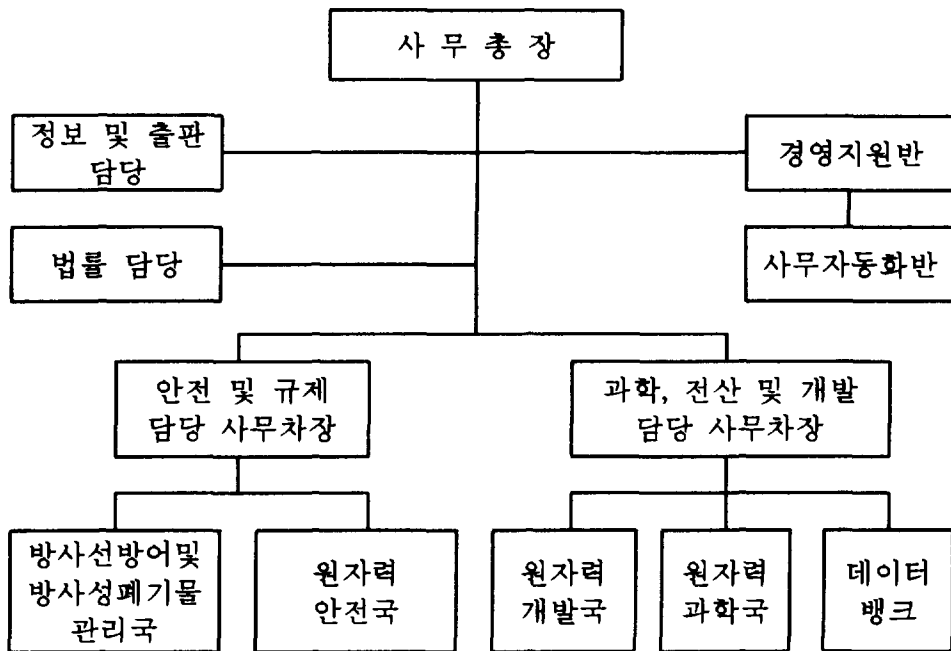 사 무 총 장
정보 및 출판
담당
경영지원반
법률 담당
사무자동화반
안전 및 규제
담당 사무차장
과학, 전산 및 개발
담당 사무차장
방사선방어및
방사성폐기물
관리국
원자력
안전국
원자력
개발국
원자력
과학국
데이터
뱅크